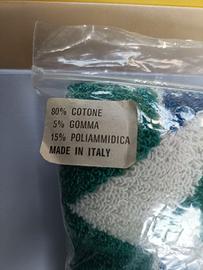 80% COTONE
5% GOMMA
15% POLIAMMIDICA
MADE IN ITALY